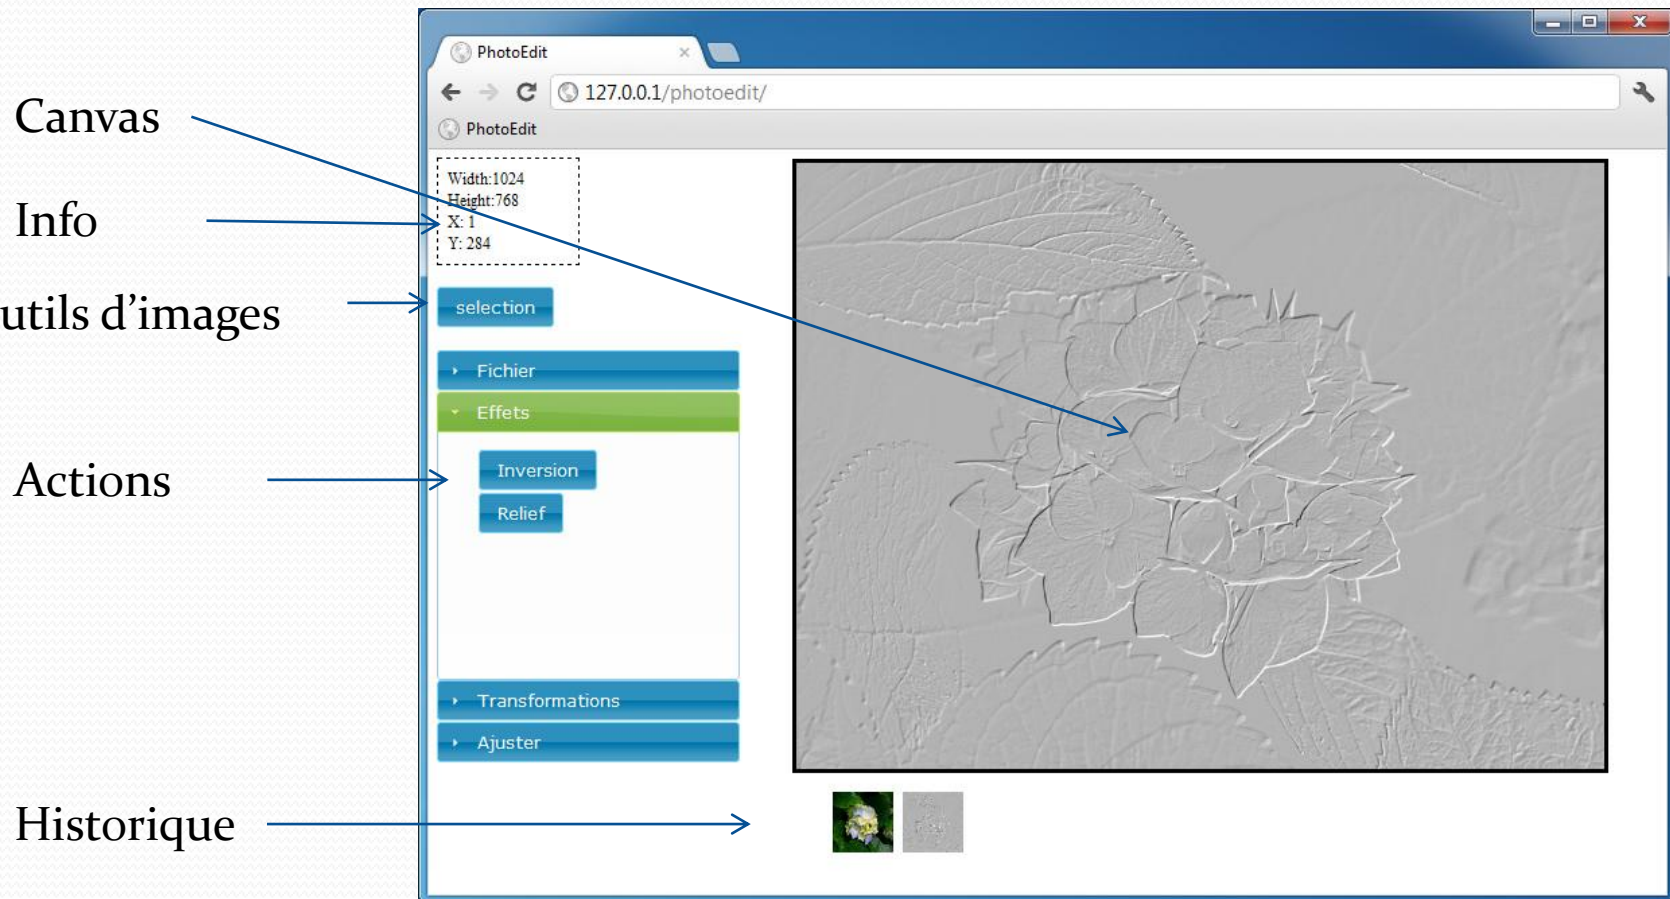 PhotoEdit
127.0.0.1/photoedit/
PhotoEdit
Canvas
Info
utils d’images
Actions
Historique
Width:1024
Height:768
X: 1
Y: 284
selection
Fichier
Effets
Inversion
Relief
Transformations
Ajuster